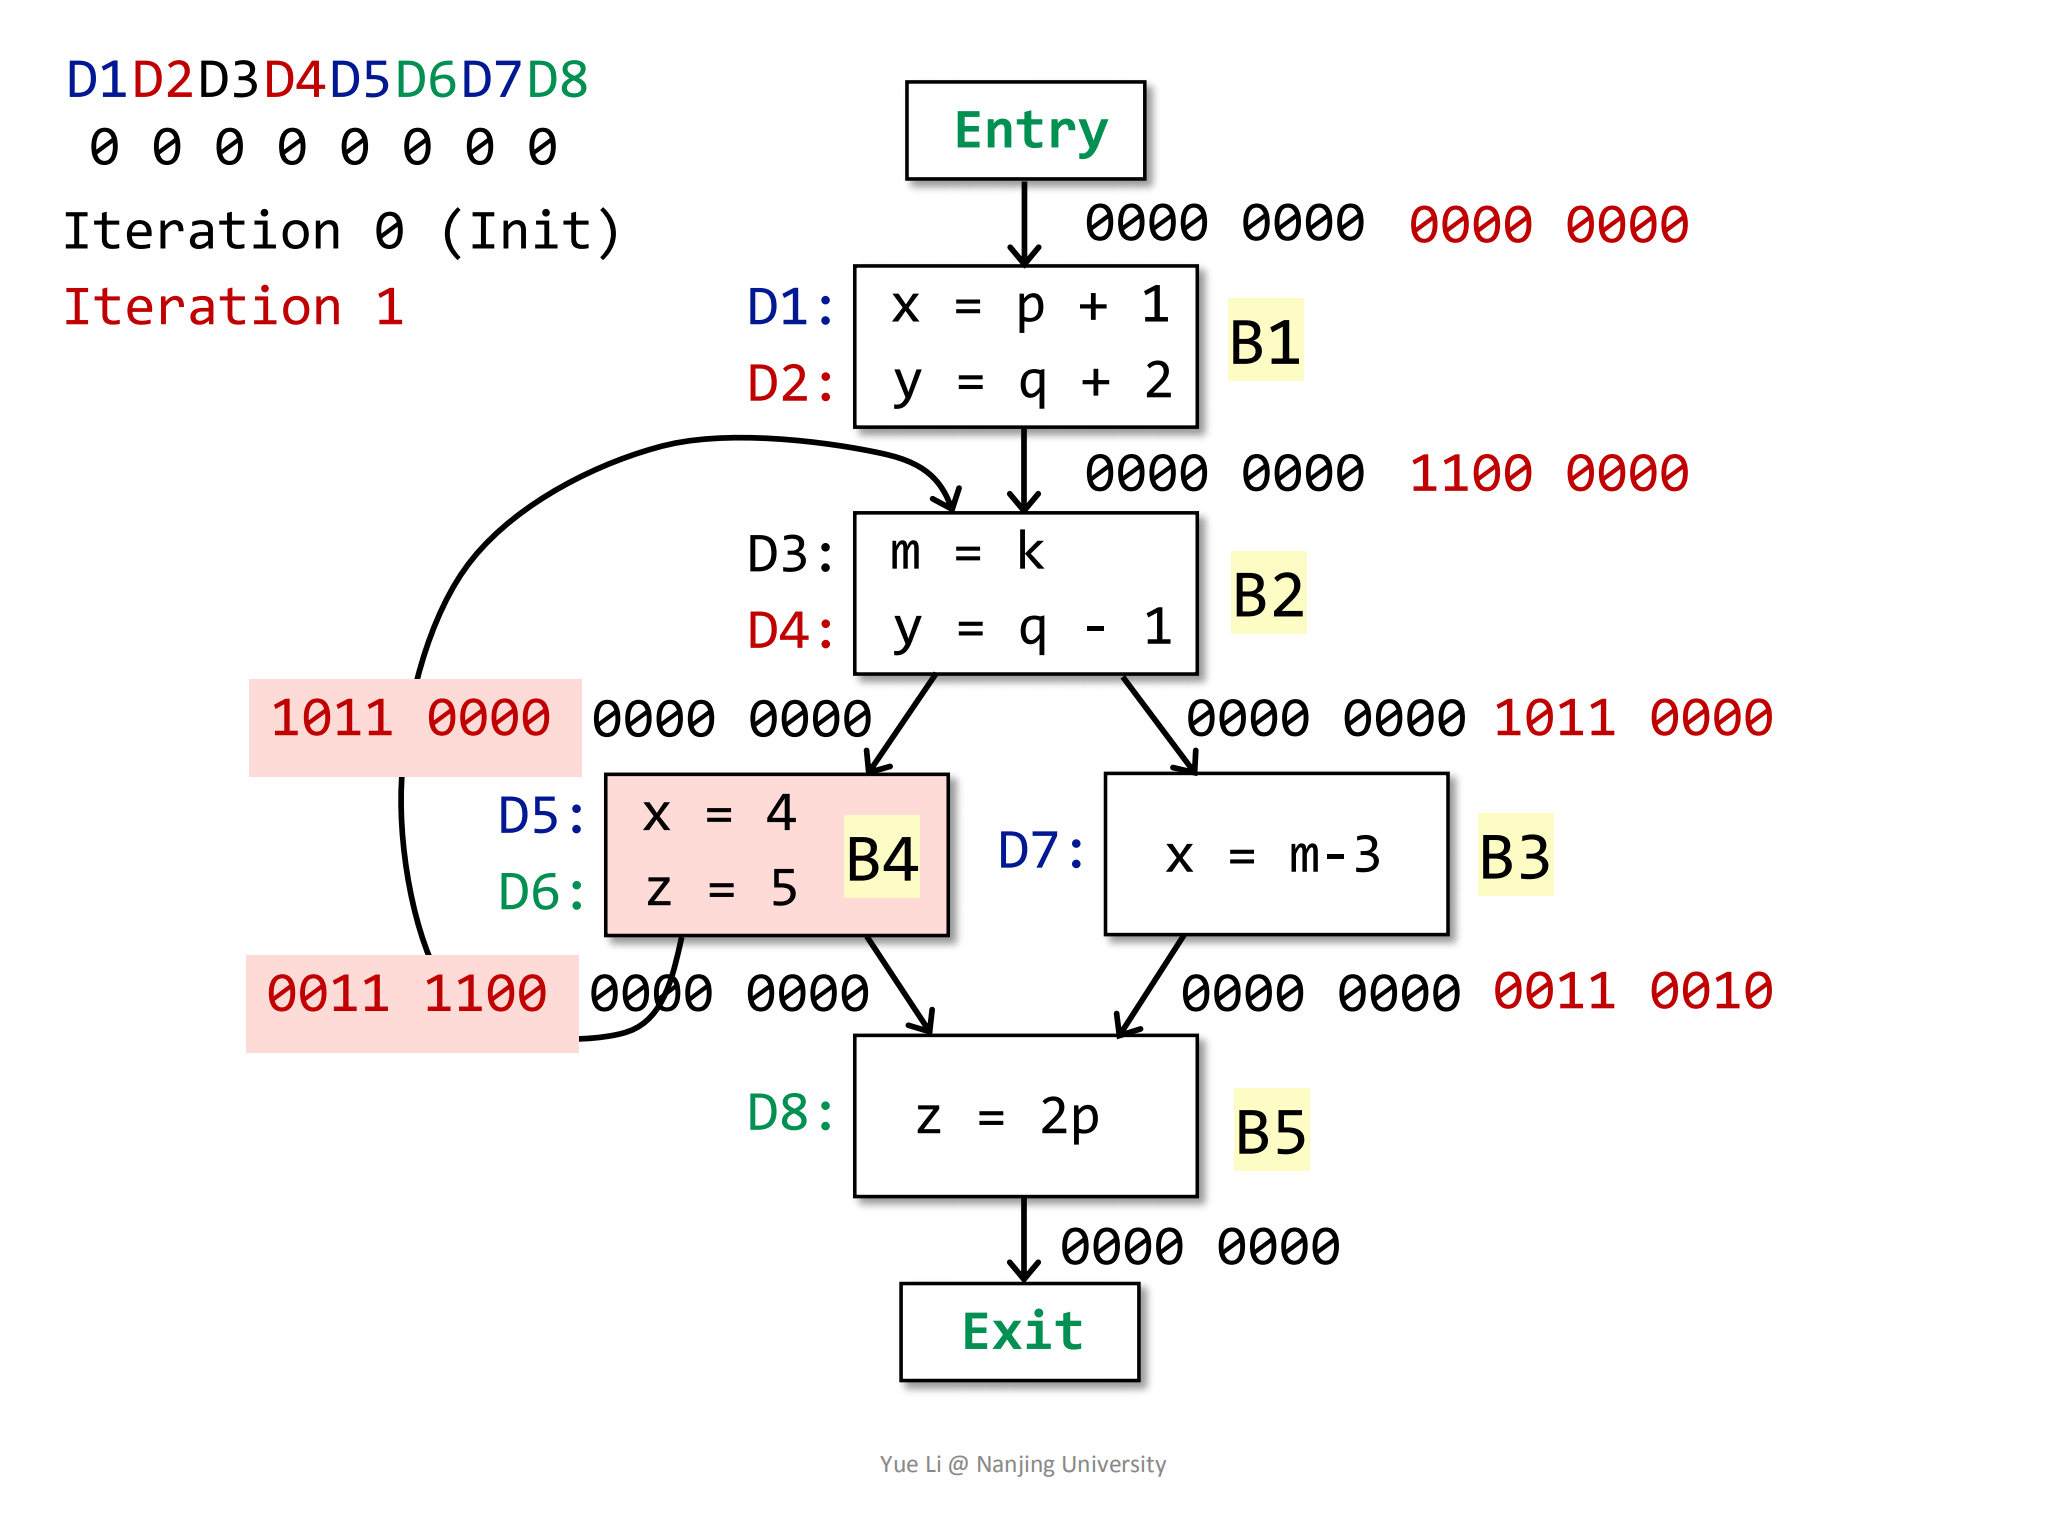 D1D2D3D4D5D6D7D8
0 0 0 0 0 0 0 0
Iteration 0 (Init)
Iteration 1
Entry
0000 0000 0000 0000
D1: x = p + 1
D2: y = q + 2
B1
0000 0000 1100 0000
D3: m = k
D4: y = q - 1
B2
1011 0000 0000 0000
0000 0000 1011 0000
D5: x = 4
D6: z = 5
B4
D7: x = m-3
B3
0011 1100 0000 0000
0000 0000 0011 0010
D8: z = 2p
B5
0000 0000
Exit
Yue Li @ Nanjing University